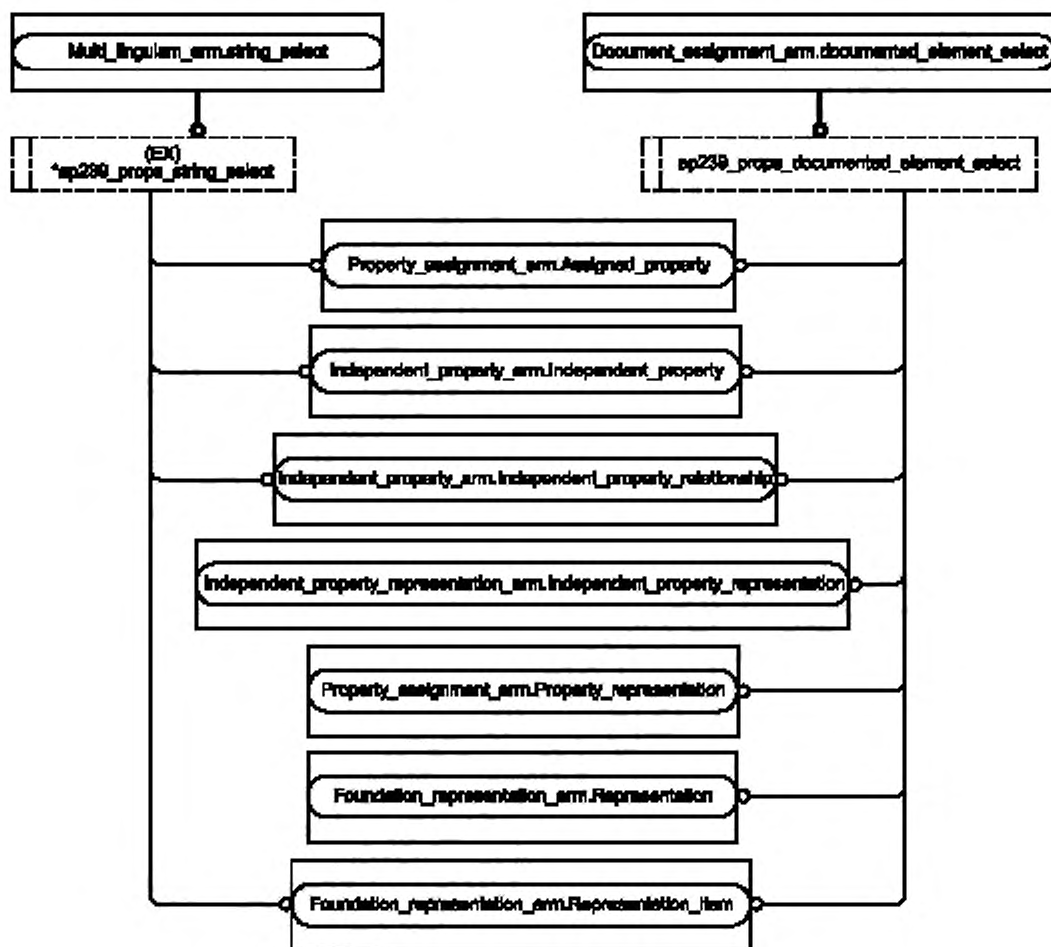 Multi_linguism_arm.string_select
Document_assignment_arm.documented_element_select
(EX)
*ap239_props_string_select
ap239_props_documented_element_select
Property_assignment_arm.Assigned_property
Independent_property_arm.Independent_property
Independent_property_arm.Independent_property_relationship
Independent_property_representation_arm.Independent_property_representation
Property_assignment_arm.Property_representation
Foundation_representation_arm.Representation
Foundation_representation_arm.Representation_item